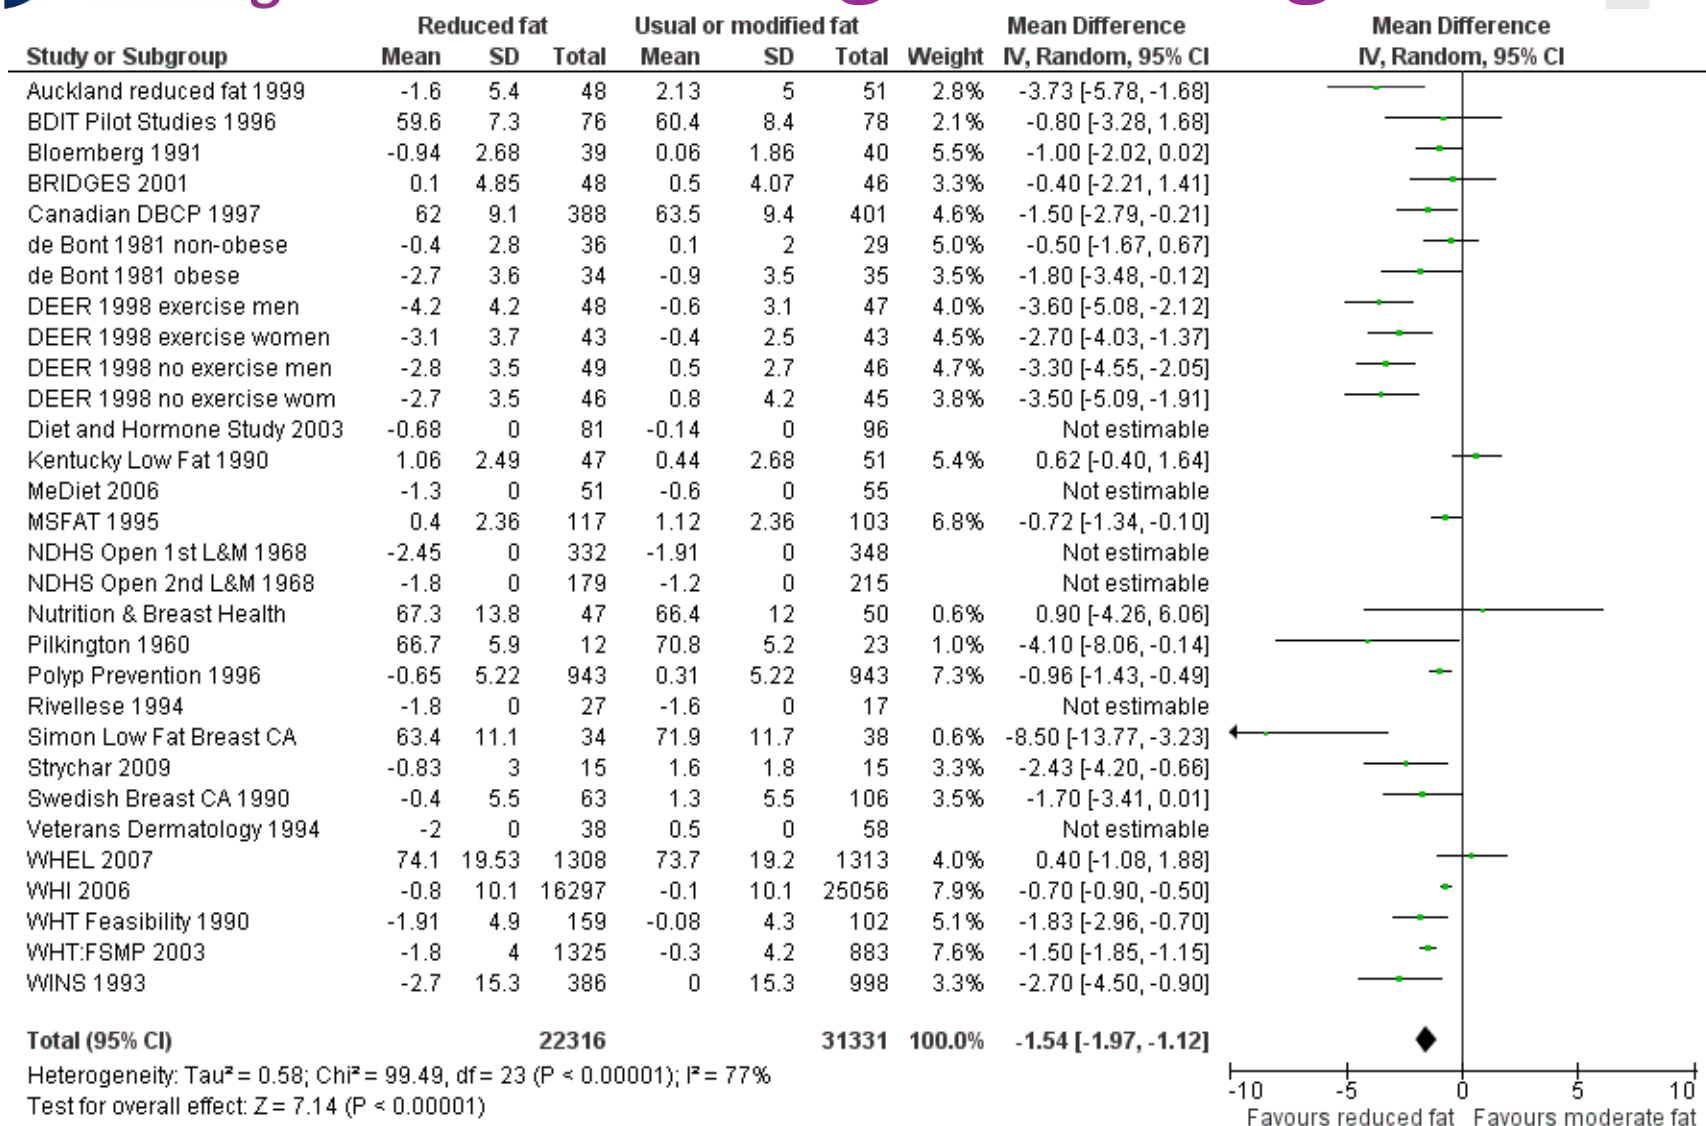 Reduced fat Usual or modified fat Mean Difference Mean Difference
Study or Subgroup Mean SD Total Mean SD Total Weight IV, Random, 95% CI IV, Random, 95% CI
Auckland reduced fat 1999 -1.6 5.4 48 2.13 5 51 2.8% -3.73 [-5.78, -1.68]
BDIT Pilot Studies 1996 59.6 7.3 76 60.4 8.4 78 2.1% -0.80 [-3.28, 1.68]
Bloemberg 1991 -0.94 2.68 39 0.06 1.86 40 5.5% -1.00 [-2.02, 0.02]
BRIDGES 2001 0.1 4.85 48 0.5 4.07 46 3.3% -0.40 [-2.21, 1.41]
Canadian DBCP 1997 62 9.1 388 63.5 9.4 401 4.6% -1.50 [-2.79, -0.21]
de Bont 1981 non-obese -0.4 2.8 36 0.1 2 29 5.0% -0.50 [-1.67, 0.67]
de Bont 1981 obese -2.7 3.6 34 -0.9 3.5 35 3.5% -1.80 [-3.48, -0.12]
DEER 1998 exercise men -4.2 4.2 48 -0.6 3.1 47 4.0% -3.60 [-5.08, -2.12]
DEER 1998 exercise women -3.1 3.7 43 -0.4 2.5 43 4.5% -2.70 [-4.03, -1.37]
DEER 1998 no exercise men -2.8 3.5 49 0.5 2.7 46 4.7% -3.30 [-4.55, -2.05]
DEER 1998 no exercise wom -2.7 3.5 46 0.8 4.2 45 3.8% -3.50 [-5.09, -1.91]
Diet and Hormone Study 2003 -0.68 0 81 -0.14 0 96 Not estimable
Kentucky Low Fat 1990 1.06 2.49 47 0.44 2.68 51 5.4% 0.62 [-0.40, 1.64]
MeDiet 2006 -1.3 0 51 -0.6 0 55 Not estimable
MSFAT 1995 0.4 2.36 117 1.12 2.36 103 6.8% -0.72 [-1.34, -0.10]
NDHS Open 1st L&M 1968 -2.45 0 332 -1.91 0 348 Not estimable
NDHS Open 2nd L&M 1968 -1.8 0 179 -1.2 0 215 Not estimable
Nutrition & Breast Health 67.3 13.8 47 66.4 12 50 0.6% 0.90 [-4.26, 6.06]
Pilkington 1960 66.7 5.9 12 70.8 5.2 23 1.0% -4.10 [-8.06, -0.14]
Polyp Prevention 1996 -0.65 5.22 943 0.31 5.22 943 7.3% -0.96 [-1.43, -0.49]
Rivellese 1994 -1.8 0 27 -1.6 0 17 Not estimable
Simon Low Fat Breast CA 63.4 11.1 34 71.9 11.7 38 0.6% -8.50 [-13.77, -3.23]
Strychar 2009 -0.83 3 15 1.6 1.8 15 3.3% -2.43 [-4.20, -0.66]
Swedish Breast CA 1990 -0.4 5.5 63 1.3 5.5 106 3.5% -1.70 [-3.41, 0.01]
Veterans Dermatology 1994 -2 0 38 0.5 0 58 Not estimable
WHEL 2007 74.1 19.53 1308 73.7 19.2 1313 4.0% 0.40 [-1.08, 1.88]
WHI 2006 -0.8 10.1 16297 -0.1 10.1 25056 7.9% -0.70 [-0.90, -0.50]
WHT Feasibility 1990 -1.91 4.9 159 -0.08 4.3 102 5.1% -1.83 [-2.96, -0.70]
WHT:FSMP 2003 -1.8 4 1325 -0.3 4.2 883 7.6% -1.50 [-1.85, -1.15]
WINS 1993 -2.7 15.3 386 0 15.3 998 3.3% -2.70 [-4.50, -0.90]
Total (95% CI) 22316 31331 100.0% -1.54 [-1.97, -1.12]
Heterogeneity: Tau² = 0.58; Chi² = 99.49, df = 23 (P < 0.00001); I² = 77%
Test for overall effect: Z = 7.14 (P < 0.00001)
-10 -5 0 5 10
Favours reduced fat Favours moderate fat